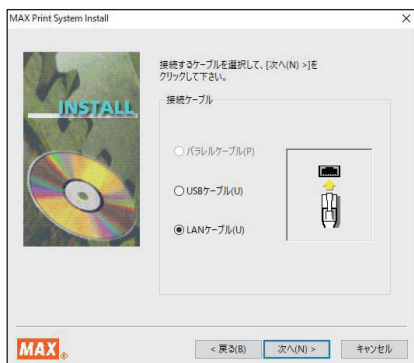 MAX Print System Install
接続するケーブルを選択して、[次へ(N) >]を
クリックして下さい。
INSTALL
接続ケーブル
パラレルケーブル(P)
USBケーブル(U)
LANケーブル(U)
MAX®
< 戻る(B)
次へ(N) >
キャンセル